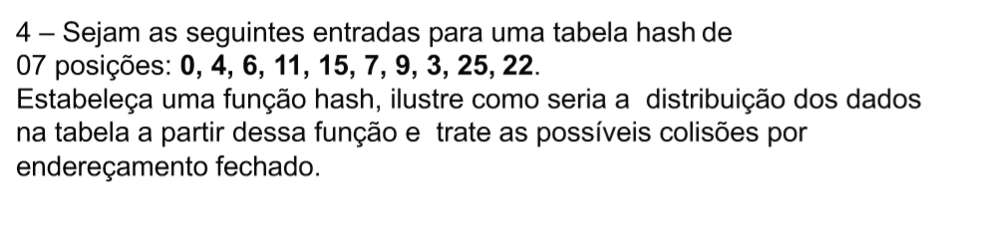 4 – Sejam as seguintes entradas para uma tabela hash de
07 posições: 0, 4, 6, 11, 15, 7, 9, 3, 25, 22.
Estabeleça uma função hash, ilustre como seria a distribuição dos dados
na tabela a partir dessa função e trate as possíveis colisões por
endereçamento fechado.